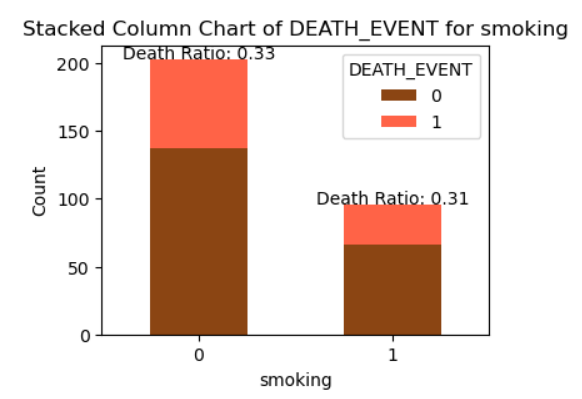 Stacked Column Chart of DEATH_EVENT for smoking
Death Ratio: 0.33
DEATH_EVENT
0
1
200
150
100
50
0
Count
Death Ratio: 0.31
0
1
smoking